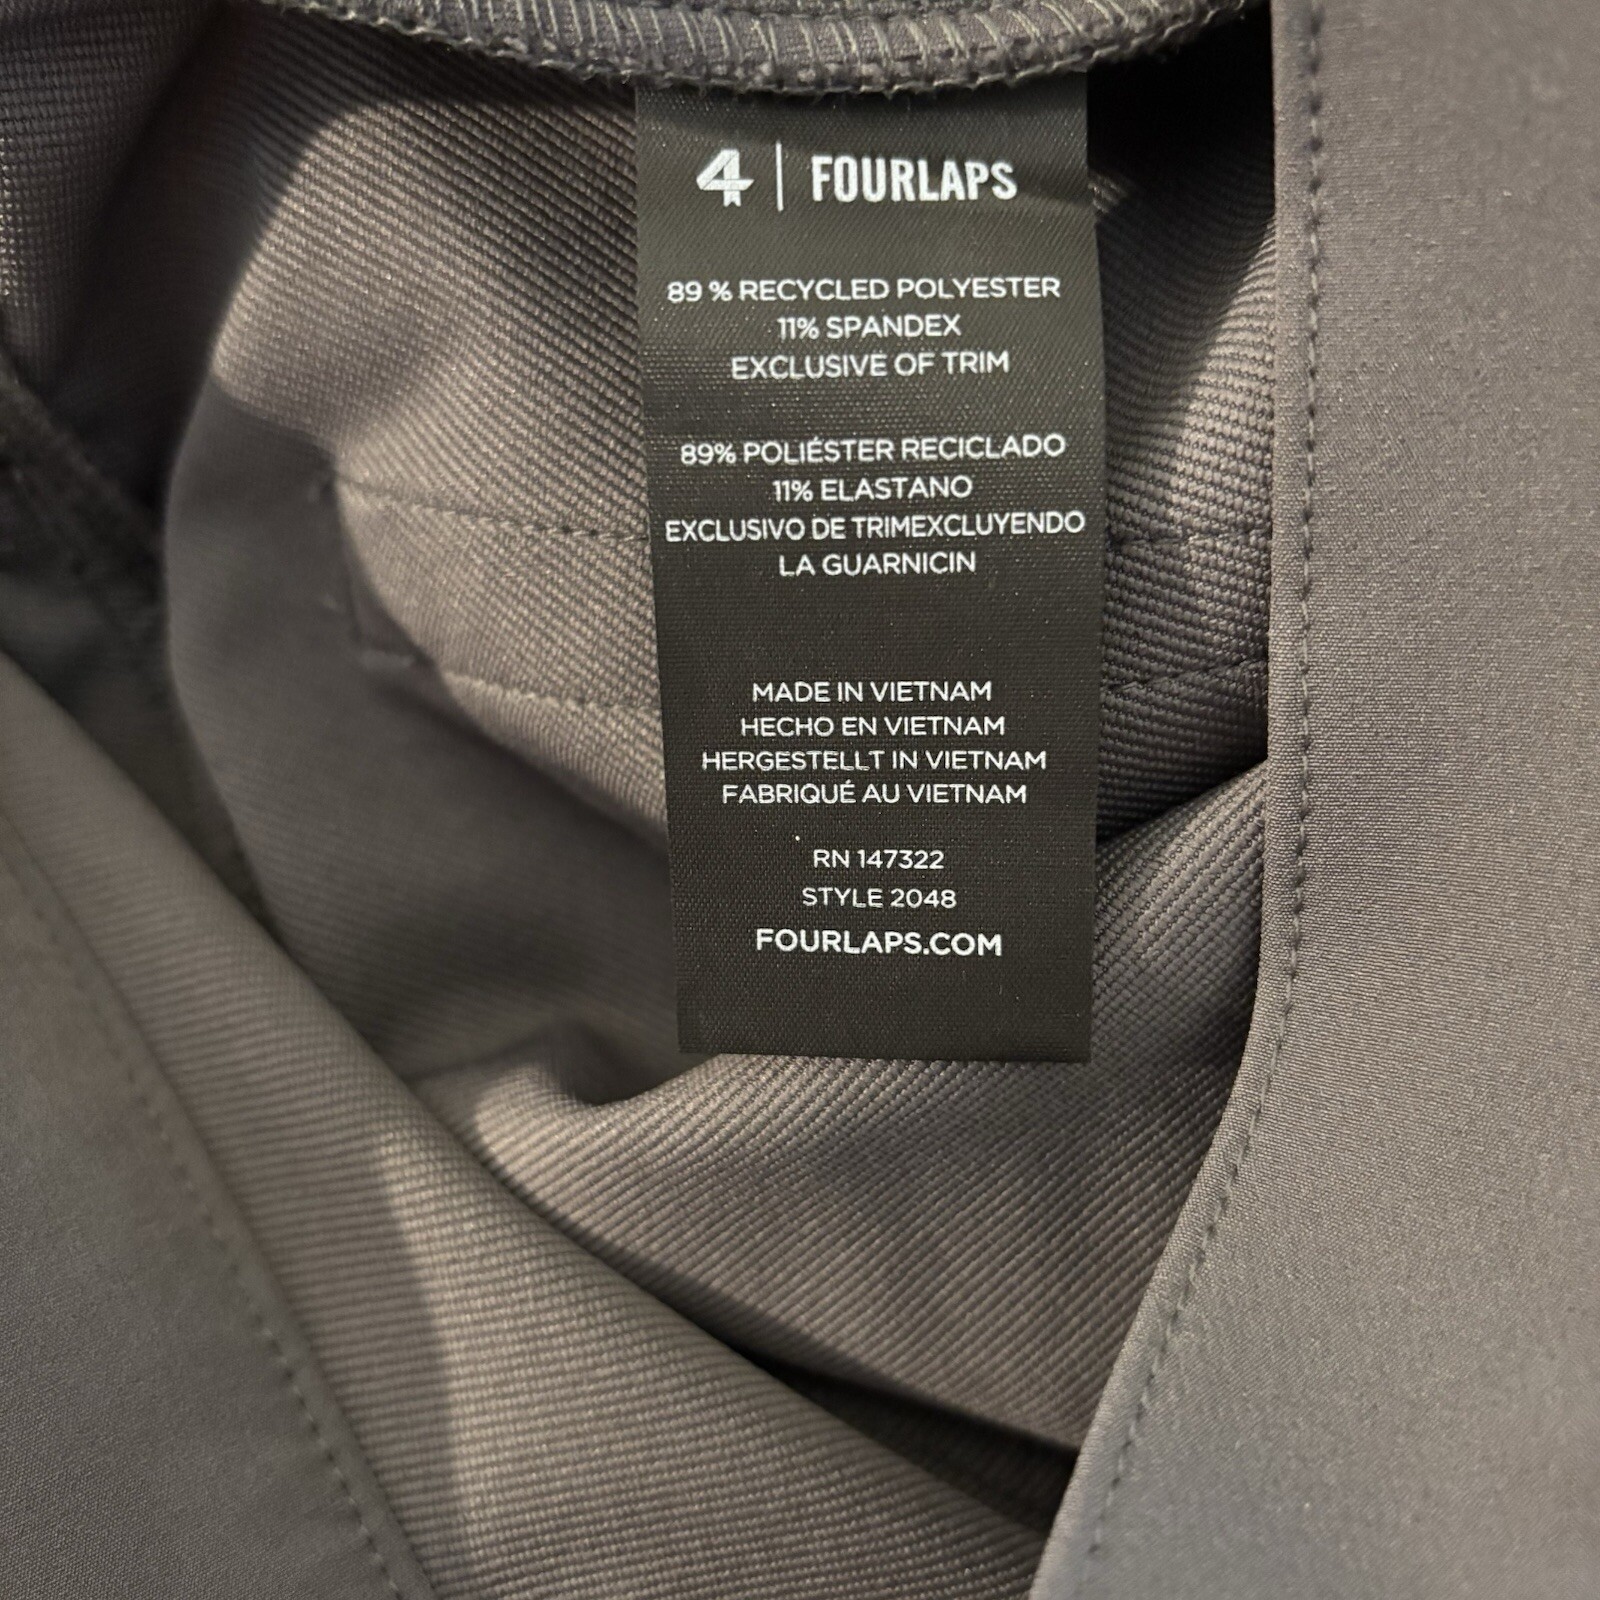 4 | FOURLAPS
89 % RECYCLED POLYESTER
11% SPANDEX
EXCLUSIVE OF TRIM
89% POLIÉSTER RECICLADO
11% ELASTANO
EXCLUSIVO DE TRIMEXCLUYENDO
LA GUARNICIN
MADE IN VIETNAM
HECHO EN VIETNAM
HERGESTELLT IN VIETNAM
FABRIQUÉ AU VIETNAM
RN 147322
STYLE 2048
FOURLAPS.COM